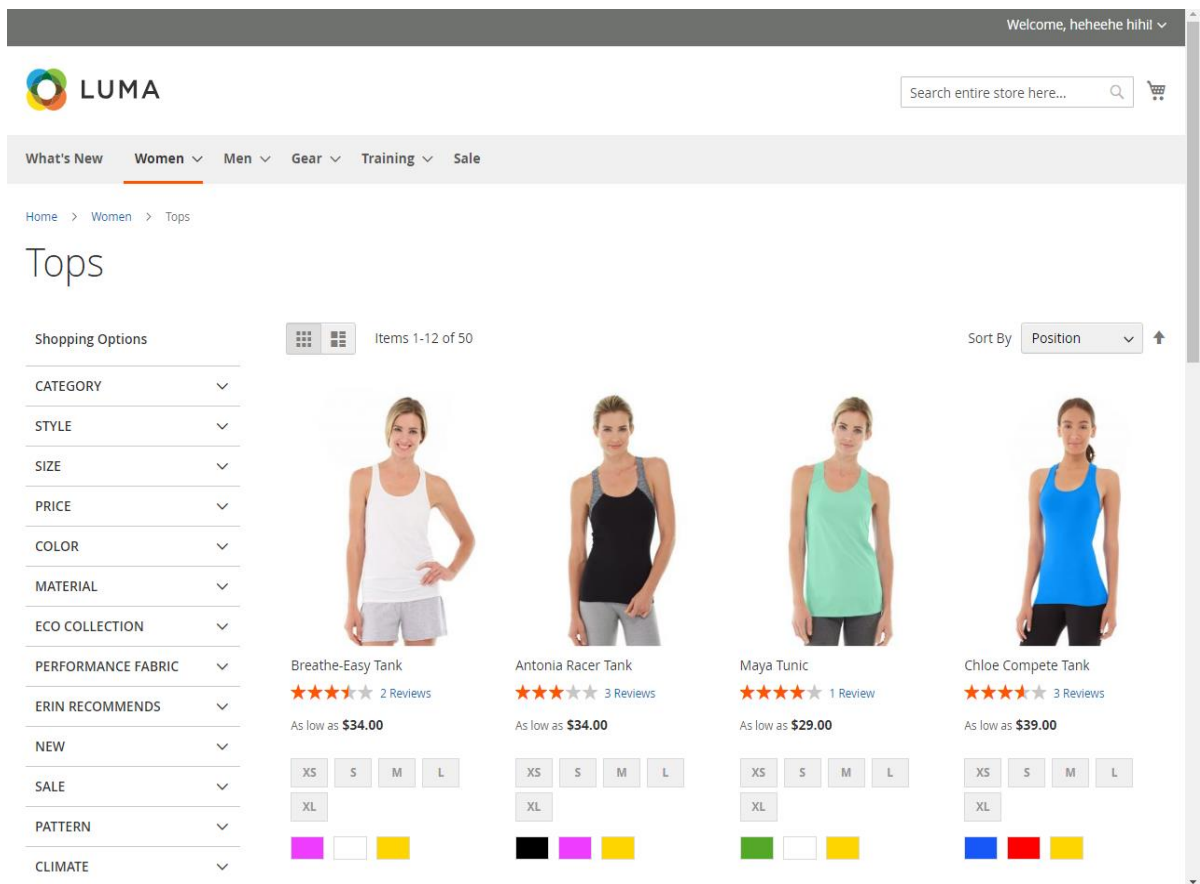 Welcome, heheehe hihil
LUMA
Search entire store here...
What's New Women Men Gear Training Sale
Home > Women > Tops
Tops
Shopping Options
CATEGORY
STYLE
SIZE
PRICE
COLOR
MATERIAL
ECO COLLECTION
PERFORMANCE FABRIC
ERIN RECOMMENDS
NEW
SALE
PATTERN
CLIMATE
Items 1-12 of 50
Sort By Position
Breathe-Easy Tank
2 Reviews
As low as $34.00
XS S M L
XL
Antonia Racer Tank
3 Reviews
As low as $34.00
XS S M L
XL
Maya Tunic
1 Review
As low as $29.00
XS S M L
XL
Chloe Compete Tank
3 Reviews
As low as $39.00
XS S M L
XL